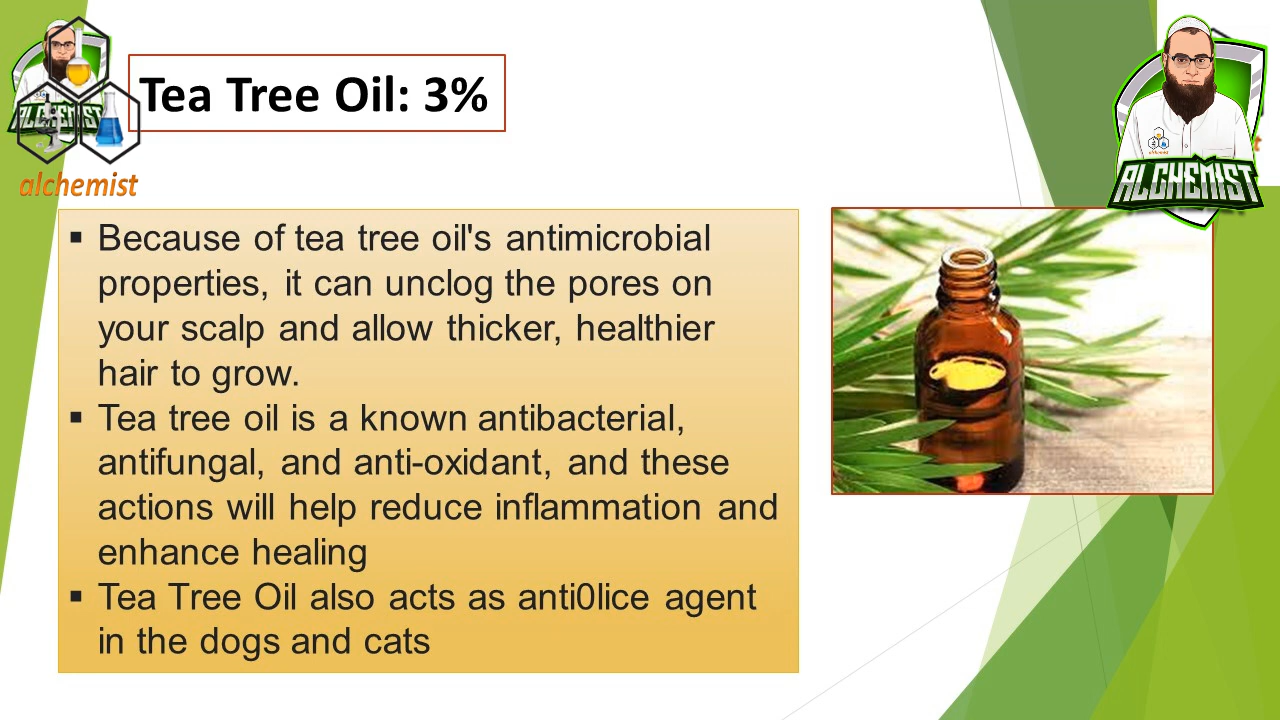 Tea Tree Oil: 3%
ALCHEMIST
alchemist
ALCHEMIST
▪ Because of tea tree oil's antimicrobial
properties, it can unclog the pores on
your scalp and allow thicker, healthier
hair to grow.
▪ Tea tree oil is a known antibacterial,
antifungal, and anti-oxidant, and these
actions will help reduce inflammation and
enhance healing
▪ Tea Tree Oil also acts as anti0lice agent
in the dogs and cats